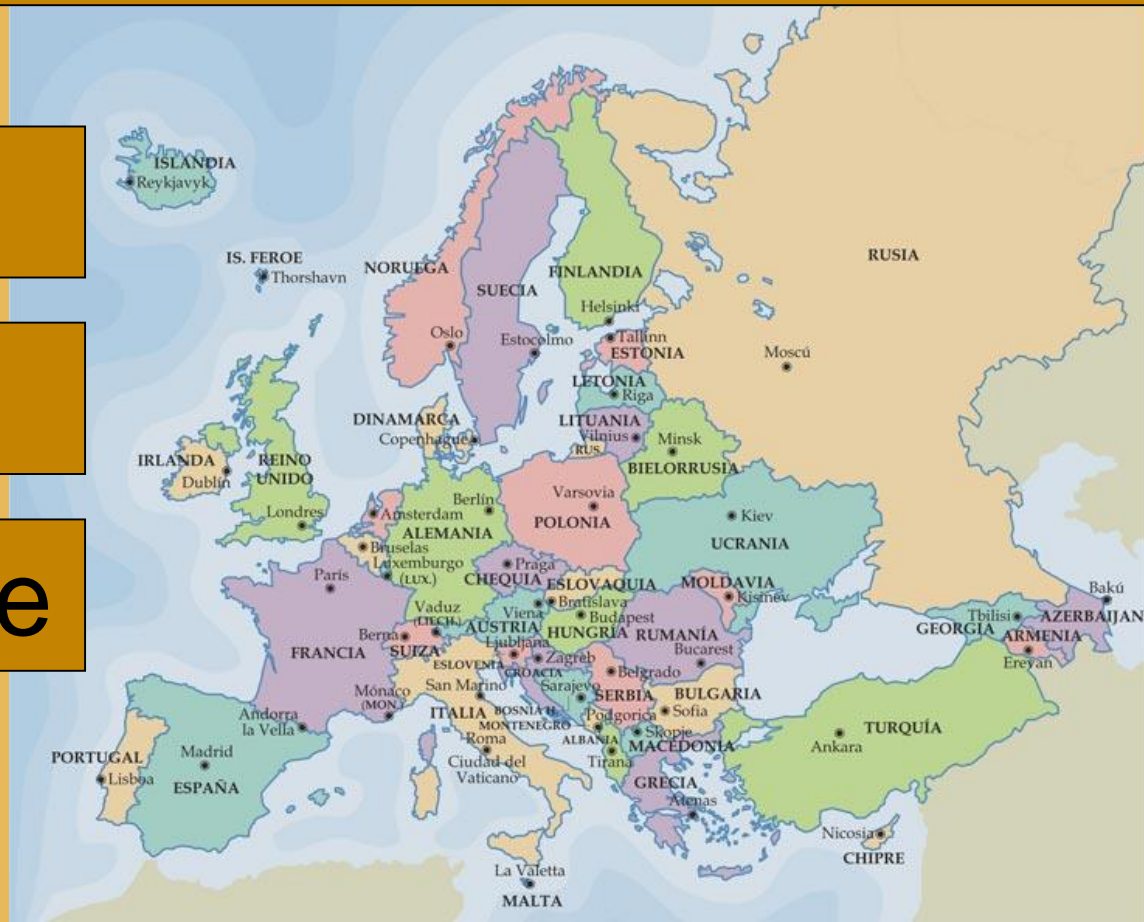 ISLANDIA
Reykjavyk
IS. FEROE
Thorshavn
NORUEGA
SUECIA
FINLANDIA
RUSIA
Helsinki
Oslo
Estocolmo
Tallinn
ESTONIA
Moscú
LETONIA
Riga
DINAMARCA
Copenhague
LITUANIA
Vilnius
RUS.
Minsk
BIELORRUSIA
IRLANDA
Dublín
REINO
UNIDO
Londres
Amsterdam
Berlín
ALEMANIA
Varsovia
POLONIA
Kiev
UCRANIA
Bruselas
Luxemburgo
(LUX.)
París
Praga
CHEQUIA
ESLOVAQUIA
Bratislava
MOLDAVIA
Kisinev
e
Vaduz
(LIECH.)
Viena
AUSTRIA
Budapest
HUNGRÍA
RUMANÍA
Bucarest
Berna
SUIZA
FRANCIA
Ljubljana
ESLOVENIA
Zagreb
CROACIA
Belgrado
SERBIA
Tbilisi
GEORGIA
Bakú
AZERBAIJAN
ARMENIA
Ereván
Mónaco
(MON.)
San Marino
ITALIA
Sarajevo
BOSNIA H.
MONTENEGRO
Podgorica
BULGARIA
Sofia
Andorra
la Vella
Roma
Ciudad del
Vaticano
ALBANIA
Tirana
Skopje
MACEDONIA
TURQUÍA
Ankara
PORTUGAL
Lisboa
Madrid
ESPAÑA
GRECIA
Atenas
Nicosia
CHIPRE
La Valetta
MALTA